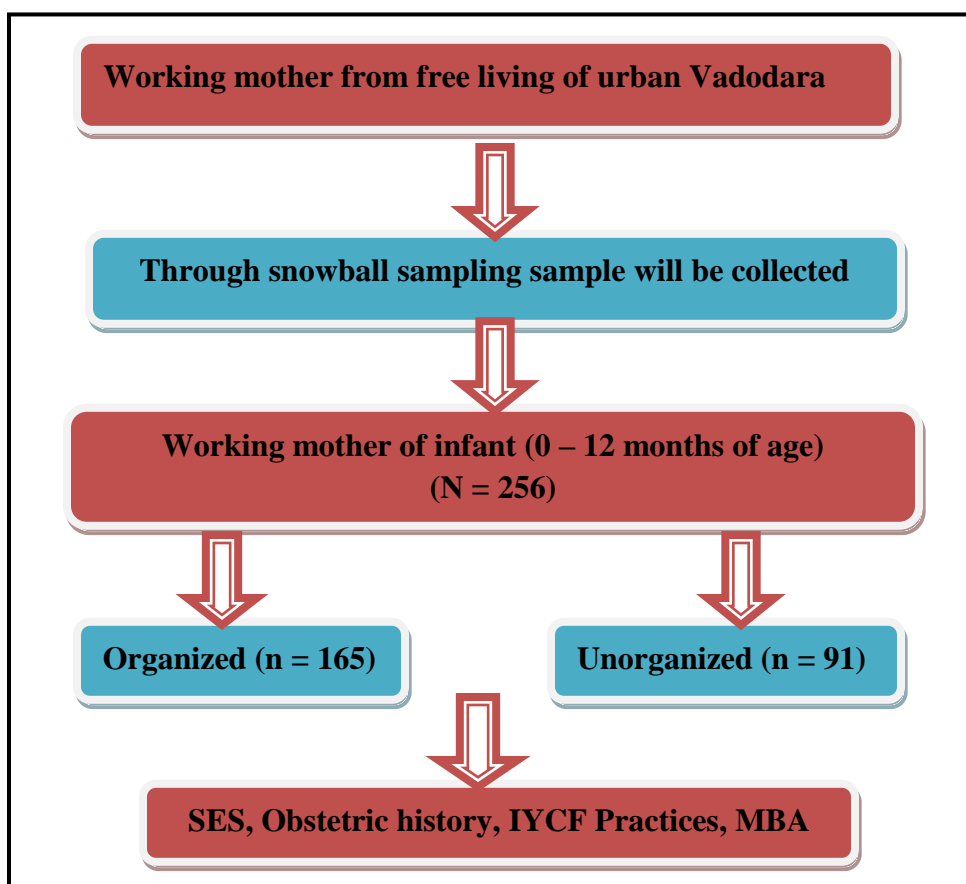 Working mother from free living of urban Vadodara
Through snowball sampling sample will be collected
Working mother of infant (0 – 12 months of age)
(N = 256)
Organized (n = 165)
Unorganized (n = 91)
SES, Obstetric history, IYCF Practices, MBA